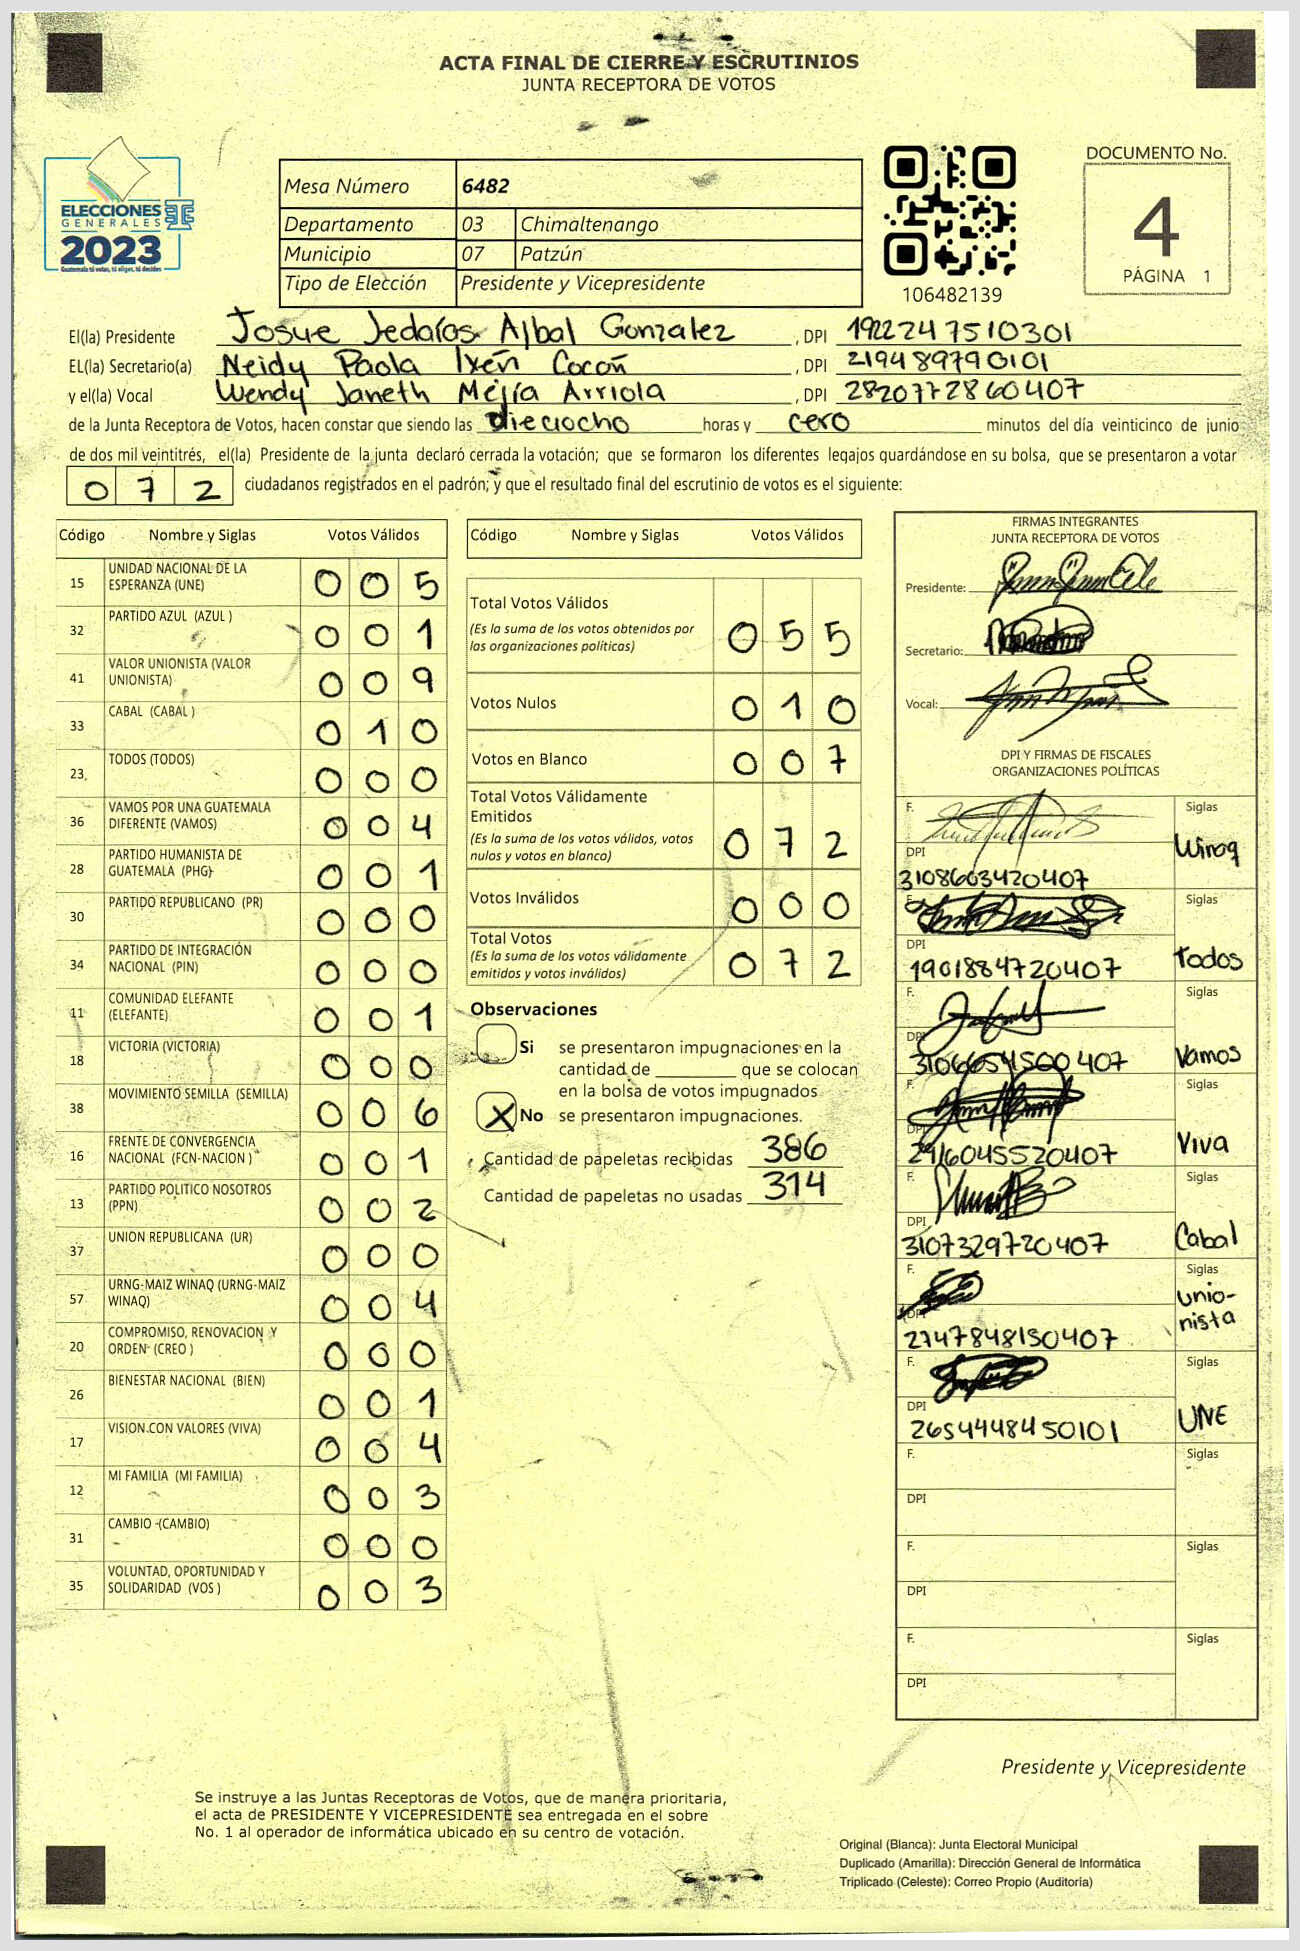 ACTA FINAL DE CIERRE Y ESCRUTINIOS
JUNTA RECEPTORA DE VOTOS
ELECCIONES
GENERALES
2023
Guatemala tú votas, tú eliges, tú decides
Mesa Número 6482
Departamento 03 Chimaltenango
Municipio 07 Patzún
Tipo de Elección Presidente y Vicepresidente
106482139
DOCUMENTO No.
4
PÁGINA 1
El(la) Presidente Josue Jedaías Ajbal Gonzalez , DPI 1922247510301
EL(la) Secretario(a) Neidy Paola Ixén Cocón , DPI 2194897790101
y el(la) Vocal Wendy Janeth Mejía Arriola , DPI 2820772860407
de la Junta Receptora de Votos, hacen constar que siendo las dieciocho horas y cero minutos del día veinticinco de junio
de dos mil veintitrés, el(la) Presidente de la junta declaró cerrada la votación; que se formaron los diferentes legajos guardándose en su bolsa, que se presentaron a votar
0 7 2 ciudadanos registrados en el padrón; y que el resultado final del escrutinio de votos es el siguiente:
Código Nombre y Siglas Votos Válidos
15 UNIDAD NACIONAL DE LA ESPERANZA (UNE) 0 0 5
32 PARTIDO AZUL (AZUL ) 0 0 1
41 VALOR UNIONISTA (VALOR UNIONISTA) 0 0 9
33 CABAL (CABAL ) 0 1 0
23 TODOS (TODOS) 0 0 0
36 VAMOS POR UNA GUATEMALA DIFERENTE (VAMOS) 0 0 4
28 PARTIDO HUMANISTA DE GUATEMALA (PHG) 0 0 1
30 PARTIDO REPUBLICANO (PR) 0 0 0
34 PARTIDO DE INTEGRACIÓN NACIONAL (PIN) 0 0 0
11 COMUNIDAD ELEFANTE (ELEFANTE) 0 0 1
18 VICTORIA (VICTORIA) 0 0 0
38 MOVIMIENTO SEMILLA (SEMILLA) 0 0 6
16 FRENTE DE CONVERGENCIA NACIONAL (FCN-NACION ) 0 0 1
13 PARTIDO POLITICO NOSOTROS (PPN) 0 0 2
37 UNION REPUBLICANA (UR) 0 0 0
57 URNG-MAIZ WINAQ (URNG-MAIZ WINAQ) 0 0 4
20 COMPROMISO, RENOVACION Y ORDEN (CREO ) 0 0 0
26 BIENESTAR NACIONAL (BIEN) 0 0 1
17 VISION CON VALORES (VIVA) 0 0 4
12 MI FAMILIA (MI FAMILIA) 0 0 3
31 CAMBIO (CAMBIO) 0 0 0
35 VOLUNTAD, OPORTUNIDAD Y SOLIDARIDAD (VOS ) 0 0 3
Código Nombre y Siglas Votos Válidos
Total Votos Válidos
(Es la suma de los votos obtenidos por
las organizaciones políticas) 0 5 5
Votos Nulos 0 1 0
Votos en Blanco 0 0 7
Total Votos Válidamente
Emitidos
(Es la suma de los votos válidos, votos
nulos y votos en blanco) 0 7 2
Votos Inválidos 0 0 0
Total Votos
(Es la suma de los votos válidamente
emitidos y votos inválidos) 0 7 2
Observaciones
Si se presentaron impugnaciones en la
cantidad de ________ que se colocan
en la bolsa de votos impugnados
X No se presentaron impugnaciones.
Cantidad de papeletas recibidas 386
Cantidad de papeletas no usadas 314
FIRMAS INTEGRANTES
JUNTA RECEPTORA DE VOTOS
Presidente:
Secretario:
Vocal:
DPI Y FIRMAS DE FISCALES
ORGANIZACIONES POLÍTICAS
F. Siglas
DPI 3108603420407 Winaq
F. Siglas
DPI 1901884720407 Todos
F. Siglas
DPI 3106654500407 Vamos
F. Siglas
DPI 2916045520407 Viva
F. Siglas
DPI 3107329720407 Cabal
F. Siglas
DPI 2747848150407 unio-
nista
F. Siglas
DPI 2654448450101 UNE
F. Siglas
DPI
F. Siglas
DPI
F. Siglas
DPI
Presidente y Vicepresidente
Se instruye a las Juntas Receptoras de Votos, que de manera prioritaria,
el acta de PRESIDENTE Y VICEPRESIDENTE sea entregada en el sobre
No. 1 al operador de informática ubicado en su centro de votación.
Original (Blanca): Junta Electoral Municipal
Duplicado (Amarilla): Dirección General de Informática
Triplicado (Celeste): Correo Propio (Auditoría)